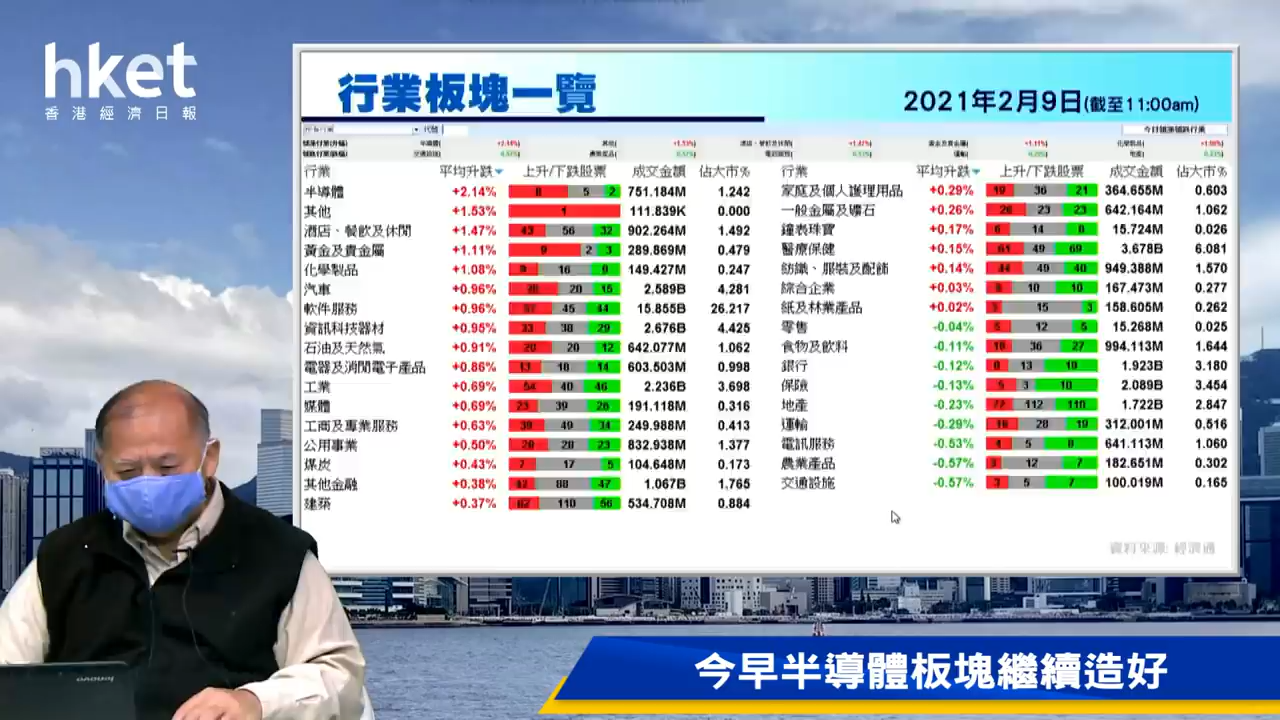 hket
香港經濟日報
行業板塊一覽
2021年2月9日(截至11:00am)
代號
行業 平均升跌 上升/下跌股票 成交金額 佔大市%
半導體 +2.14% 8 5 2 751.184M 1.242
其他 +1.53% 1 111.839K 0.000
酒店、餐飲及休閒 +1.47% 43 56 32 902.264M 1.492
黃金及貴金屬 +1.11% 9 2 3 289.869M 0.479
化學製品 +1.08% 16 149.427M 0.247
汽車 +0.96% 20 15 2.589B 4.281
軟件服務 +0.96% 45 44 15.855B 26.217
資訊科技器材 +0.95% 33 38 29 2.676B 4.425
石油及天然氣 +0.91% 20 20 12 642.077M 1.062
電器及消閒電子產品 +0.86% 13 18 14 603.503M 0.998
工業 +0.69% 54 40 46 2.236B 3.698
媒體 +0.69% 23 39 26 191.118M 0.316
工商及專業服務 +0.63% 49 34 249.988M 0.413
公用事業 +0.50% 20 28 23 832.938M 1.377
煤炭 +0.43% 7 17 5 104.648M 0.173
其他金融 +0.38% 88 47 1.067B 1.765
建築 +0.37% 110 56 534.708M 0.884
行業 平均升跌 上升/下跌股票 成交金額 佔大市%
家庭及個人護理用品 +0.29% 19 36 21 364.655M 0.603
一般金屬及礦石 +0.26% 26 23 23 642.164M 1.062
鐘表珠寶 +0.17% 6 14 8 15.724M 0.026
醫療保健 +0.15% 61 49 69 3.678B 6.081
紡織、服裝及配飾 +0.14% 44 49 40 949.388M 1.570
綜合企業 +0.03% 10 10 167.473M 0.277
紙及林業產品 +0.02% 15 3 158.605M 0.262
零售 -0.04% 5 12 5 15.268M 0.025
食物及飲料 -0.11% 36 27 994.113M 1.644
銀行 -0.12% 13 10 1.923B 3.180
保險 -0.13% 5 3 10 2.089B 3.454
地產 -0.23% 112 110 1.722B 2.847
運輸 -0.29% 28 19 312.001M 0.516
電訊服務 -0.53% 4 5 8 641.113M 1.066
農業產品 -0.57% 12 7 182.651M 0.302
交通設施 -0.57% 3 5 7 100.019M 0.165
資料來源: 經濟通
今早半導體板塊繼續造好
lenovo